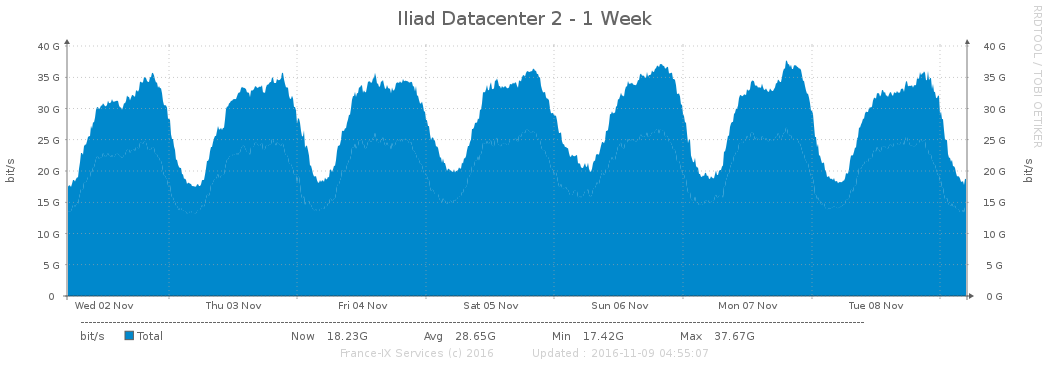 Iliad Datacenter 2 - 1 Week
RRDTOOL / TOBI OETIKER
40 G 40 G
35 G 35 G
30 G 30 G
25 G 25 G
20 G 20 G
15 G 15 G
10 G 10 G
5 G 5 G
0 0 G
bit/s bit/s
Wed 02 Nov Thu 03 Nov Fri 04 Nov Sat 05 Nov Sun 06 Nov Mon 07 Nov Tue 08 Nov
bit/s Total Now 18.23G Avg 28.65G Min 17.42G Max 37.67G
France-IX Services (c) 2016 Updated : 2016-11-09 04:55:07